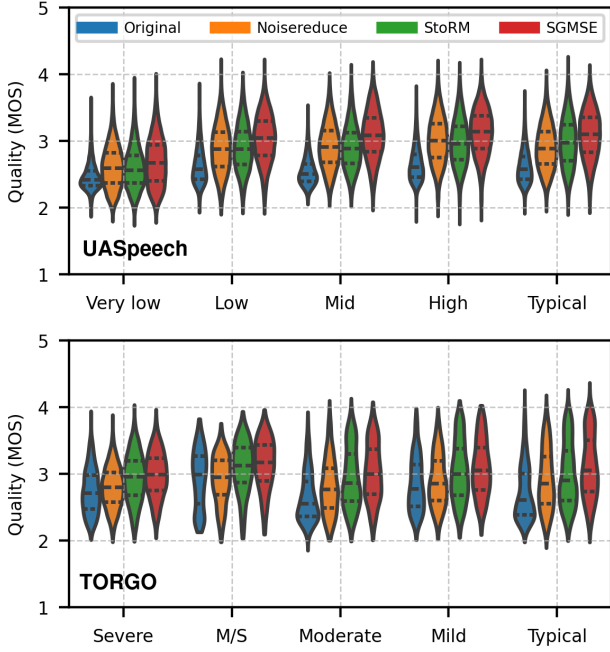 Original Noisereduce StoRM SGMSE
Quality (MOS)
5
4
3
2
1
UASpeech
Very low Low Mid High Typical
Quality (MOS)
5
4
3
2
1
TORGO
Severe M/S Moderate Mild Typical